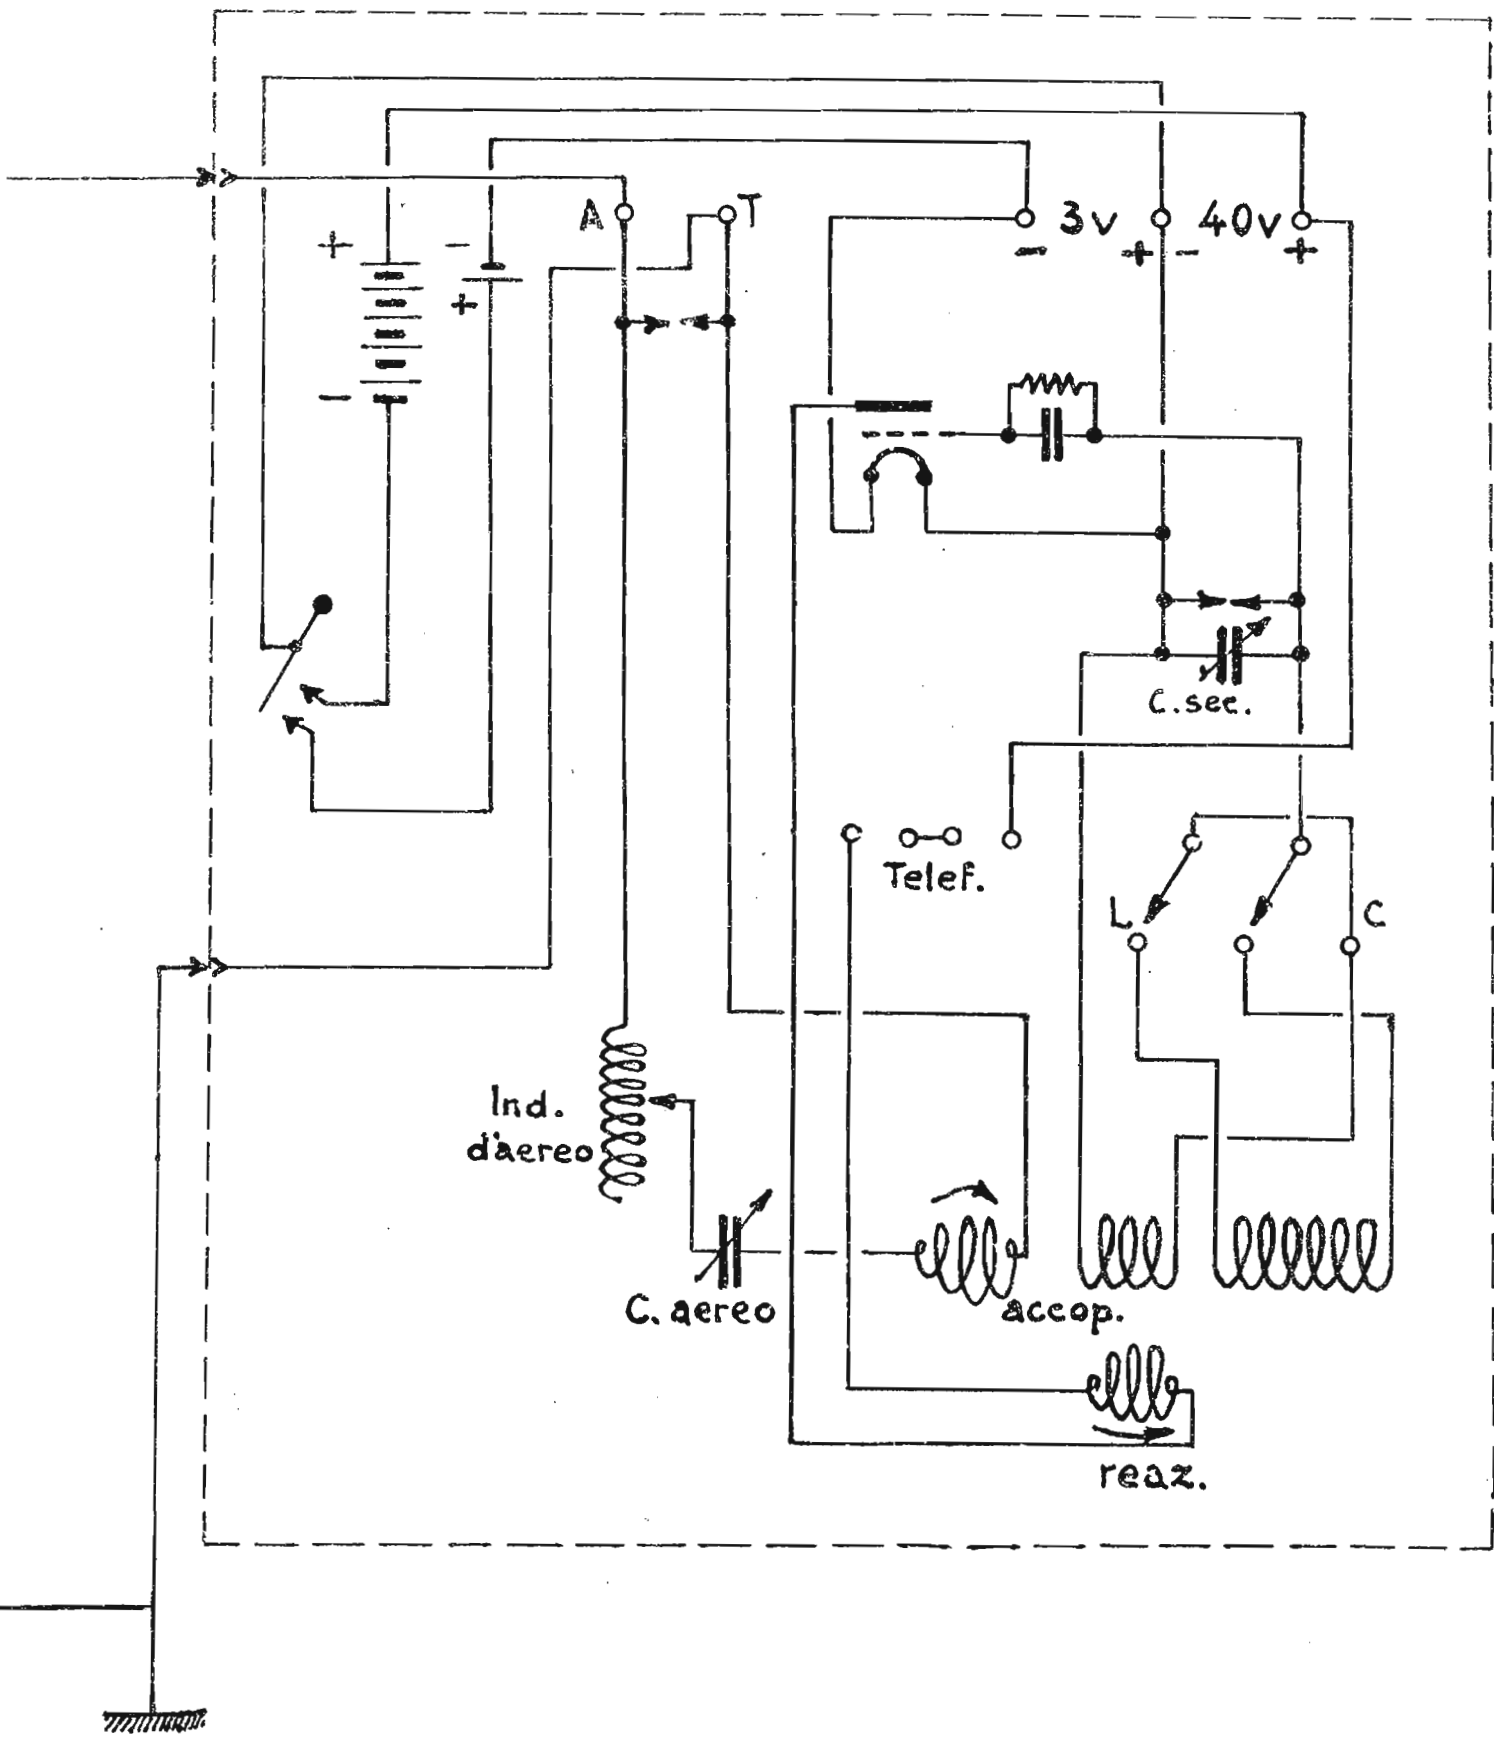 A T
3v 40v
+ -
- + - +
+
-
C. sec.
Telef.
L C
Ind.
d'aereo
C. aereo
accop.
reaz.